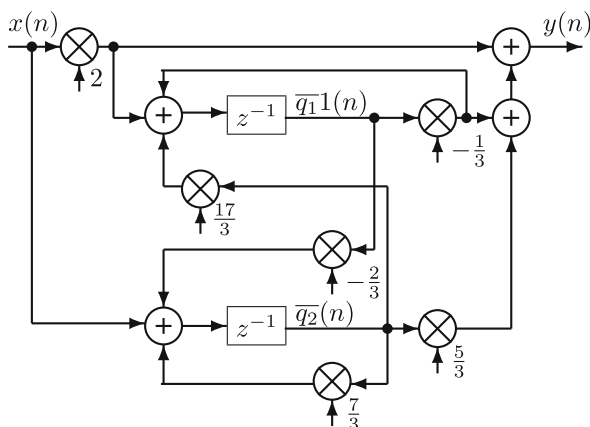 x(n)
y(n)
2
z⁻¹
q̅₁1(n)
−1/3
17/3
−2/3
z⁻¹
q̅₂(n)
5/3
7/3